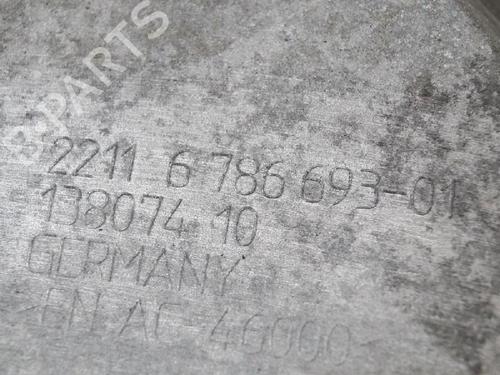 B-PARTS
2211 6 786 693-01
138074 10
GERMANY
>EN AC-46000<